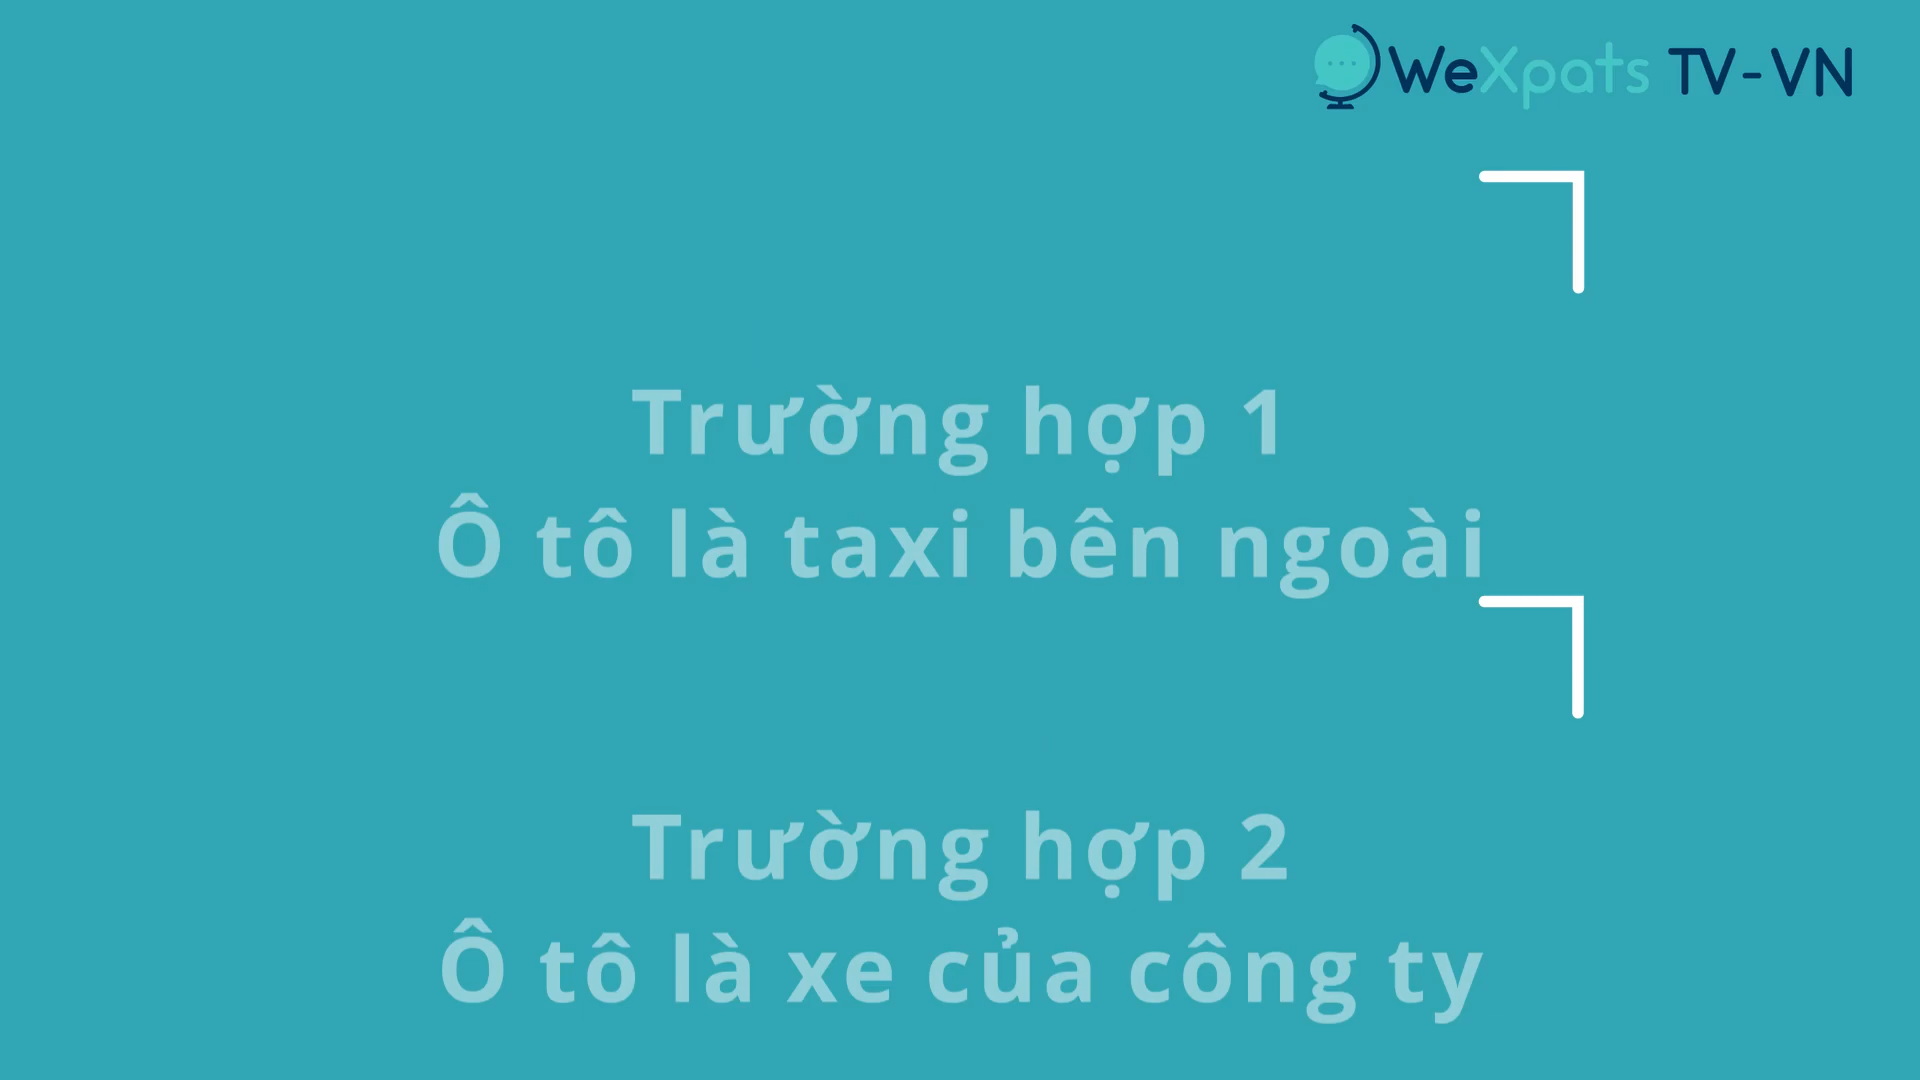 WeXpats TV-VN
Trường hợp 1
Ô tô là taxi bên ngoài
Trường hợp 2
Ô tô là xe của công ty